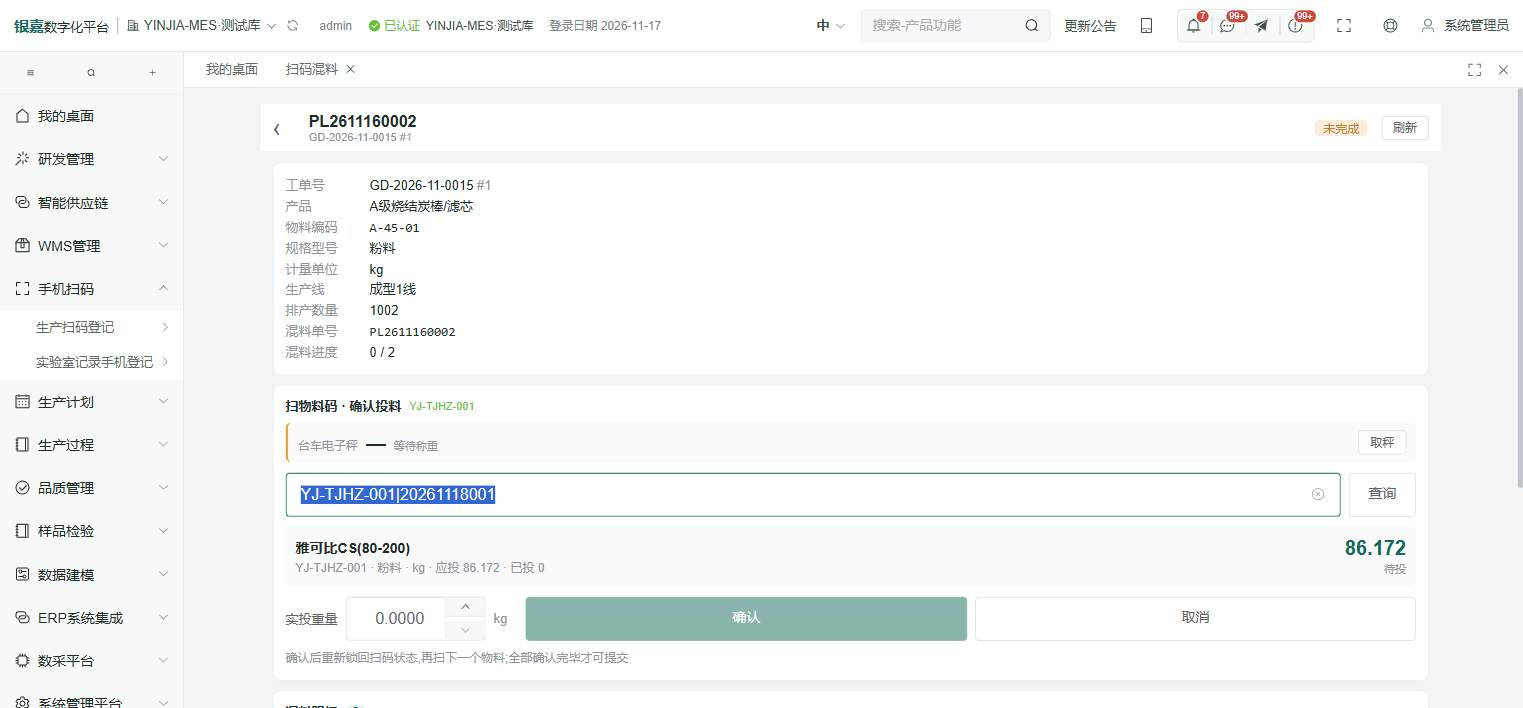 银嘉数字化平台 YINJIA-MES·测试库 admin 已认证 YINJIA-MES·测试库 登录日期 2026-11-17 中 搜索-产品功能 更新公告 7 99+ 99+ 系统管理员
我的桌面 扫码混料
我的桌面
研发管理
智能供应链
WMS管理
手机扫码
生产扫码登记
实验室记录手机登记
生产计划
生产过程
品质管理
样品检验
数据建模
ERP系统集成
数采平台
系统管理平台
PL2611160002
GD-2026-11-0015 #1
未完成 刷新
工单号 GD-2026-11-0015 #1
产品 A级烧结炭棒/滤芯
物料编码 A-45-01
规格型号 粉料
计量单位 kg
生产线 成型1线
排产数量 1002
混料单号 PL2611160002
混料进度 0 / 2
扫物料码 · 确认投料 YJ-TJHZ-001
台车电子秤 — 等待称重 取秤
YJ-TJHZ-001|20261118001 查询
雅可比CS(80-200) 86.172
YJ-TJHZ-001 · 粉料 · kg · 应投 86.172 · 已投 0 待投
实投重量 0.0000 kg 确认 取消
确认后重新锁回扫码状态,再扫下一个物料;全部确认完毕才可提交